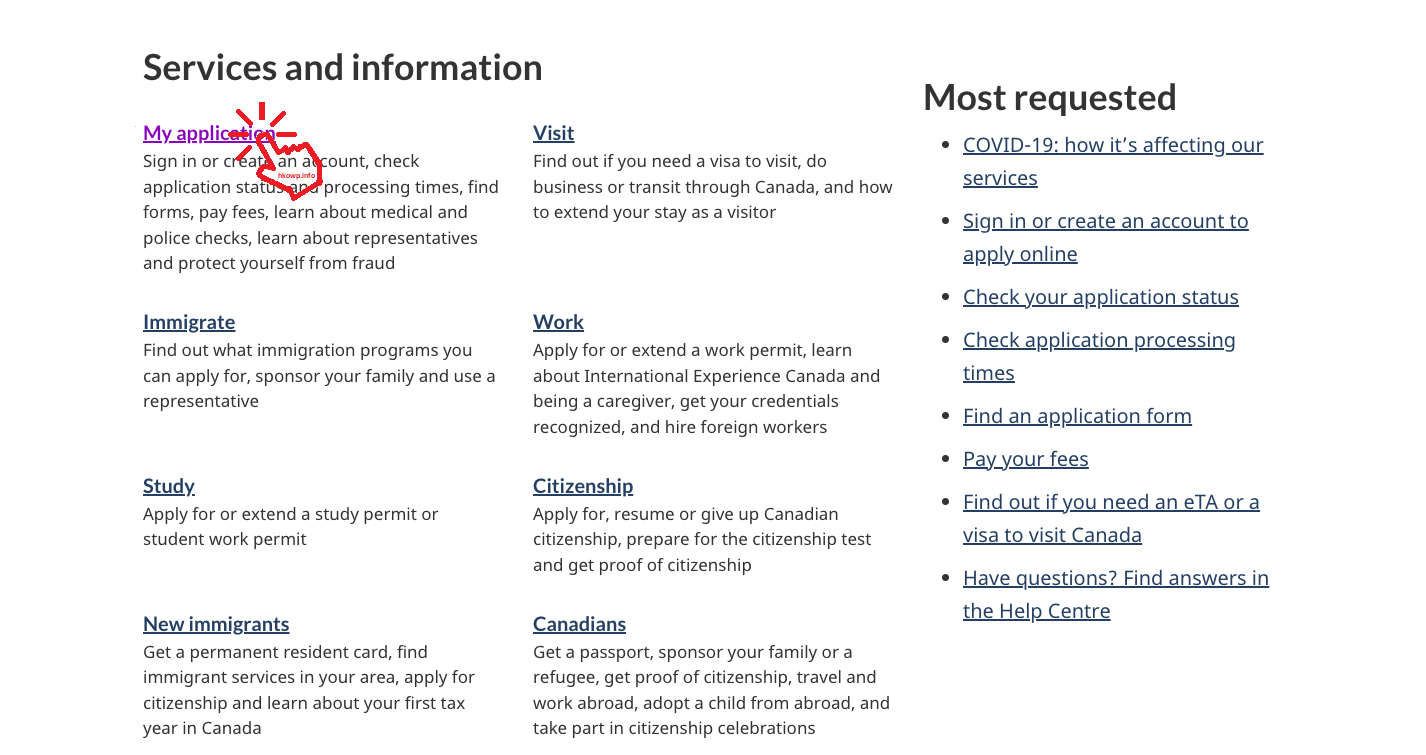 Services and information
My application
Sign in or create an account, check
application status and processing times, find
forms, pay fees, learn about medical and
police checks, learn about representatives
and protect yourself from fraud
hkowp.info
Visit
Find out if you need a visa to visit, do
business or transit through Canada, and how
to extend your stay as a visitor
Immigrate
Find out what immigration programs you
can apply for, sponsor your family and use a
representative
Work
Apply for or extend a work permit, learn
about International Experience Canada and
being a caregiver, get your credentials
recognized, and hire foreign workers
Study
Apply for or extend a study permit or
student work permit
Citizenship
Apply for, resume or give up Canadian
citizenship, prepare for the citizenship test
and get proof of citizenship
New immigrants
Get a permanent resident card, find
immigrant services in your area, apply for
citizenship and learn about your first tax
year in Canada
Canadians
Get a passport, sponsor your family or a
refugee, get proof of citizenship, travel and
work abroad, adopt a child from abroad, and
take part in citizenship celebrations
Most requested
COVID-19: how it’s affecting our
services
Sign in or create an account to
apply online
Check your application status
Check application processing
times
Find an application form
Pay your fees
Find out if you need an eTA or a
visa to visit Canada
Have questions? Find answers in
the Help Centre